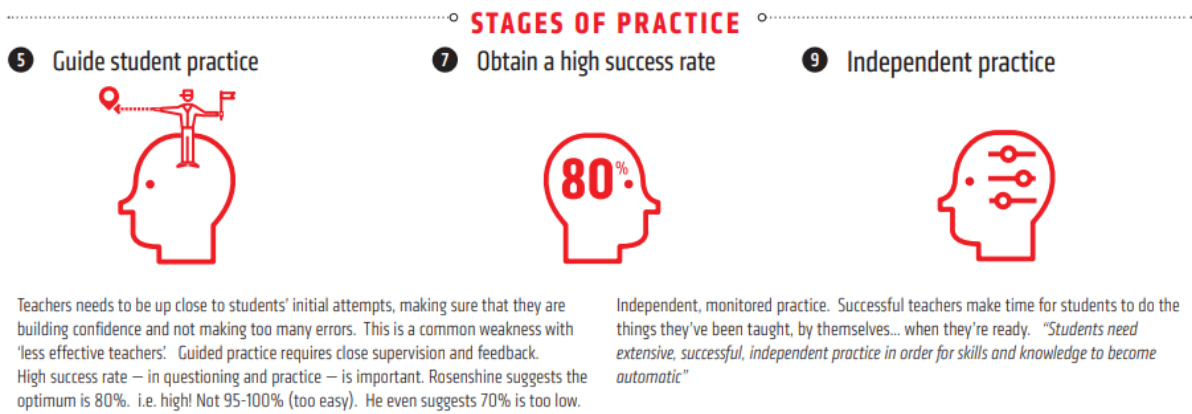 STAGES OF PRACTICE
5 Guide student practice
7 Obtain a high success rate
9 Independent practice
80%
Teachers needs to be up close to students' initial attempts, making sure that they are
building confidence and not making too many errors. This is a common weakness with
'less effective teachers'. Guided practice requires close supervision and feedback.
High success rate – in questioning and practice – is important. Rosenshine suggests the
optimum is 80%. i.e. high! Not 95-100% (too easy). He even suggests 70% is too low.
Independent, monitored practice. Successful teachers make time for students to do the
things they've been taught, by themselves... when they're ready. "Students need
extensive, successful, independent practice in order for skills and knowledge to become
automatic"